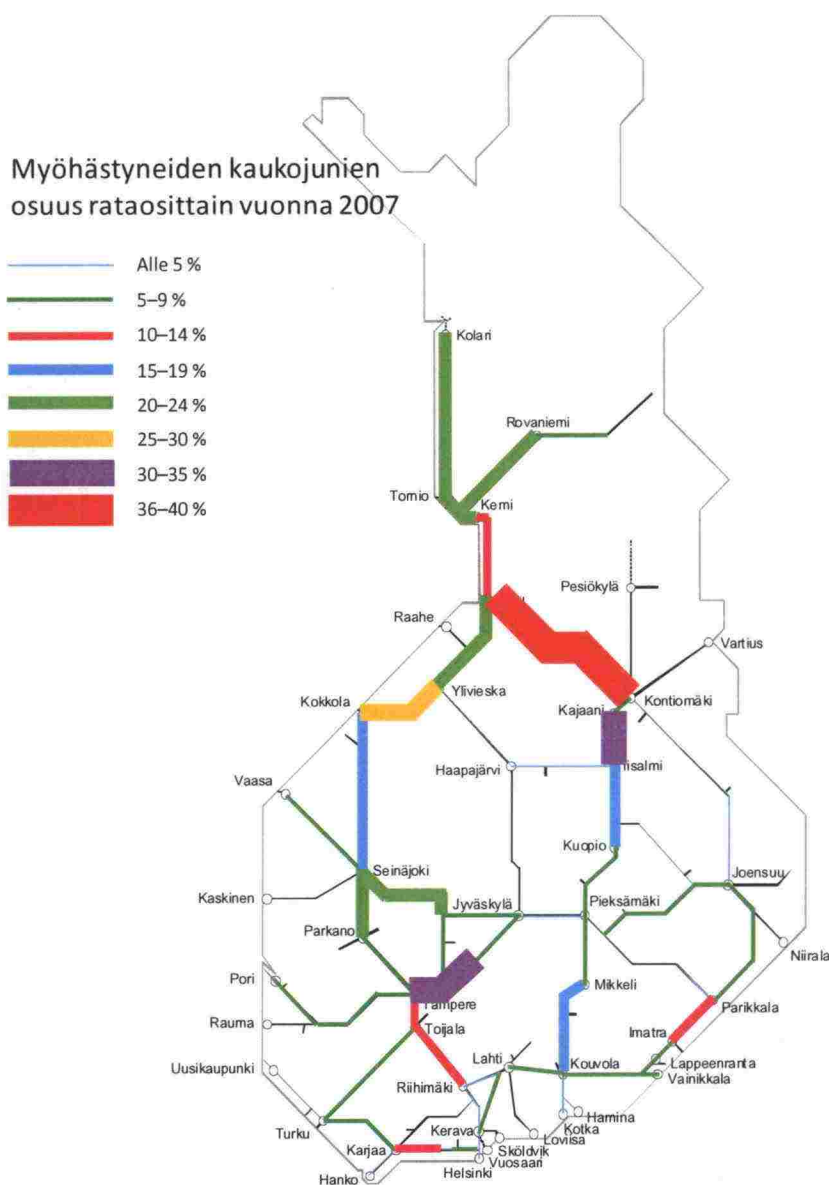 Myöhästyneiden kaukojunien
osuus rataosittain vuonna 2007
Alle 5 %
5–9 %
10–14 %
15–19 %
20–24 %
25–30 %
30–35 %
36–40 %
Kolari
Rovaniemi
Tornio
Kemi
Pesiökylä
Raahe
Vartius
Ylivieska
Kontiomäki
Kokkola
Kajaani
Haapajärvi
iisalmi
Vaasa
Kuopio
Seinäjoki
Joensuu
Kaskinen
Jyväskylä
Pieksämäki
Parkano
Niirala
Pori
Mikkeli
Tampere
Parikkala
Rauma
Toijala
Imatra
Uusikaupunki
Lahti
Kouvola
Lappeenranta
Vainikkala
Riihimäki
Hamina
Turku
Kerava
Kotka
Karjaa
Loviisa
Sköldvik
Vuosaari
Helsinki
Hanko